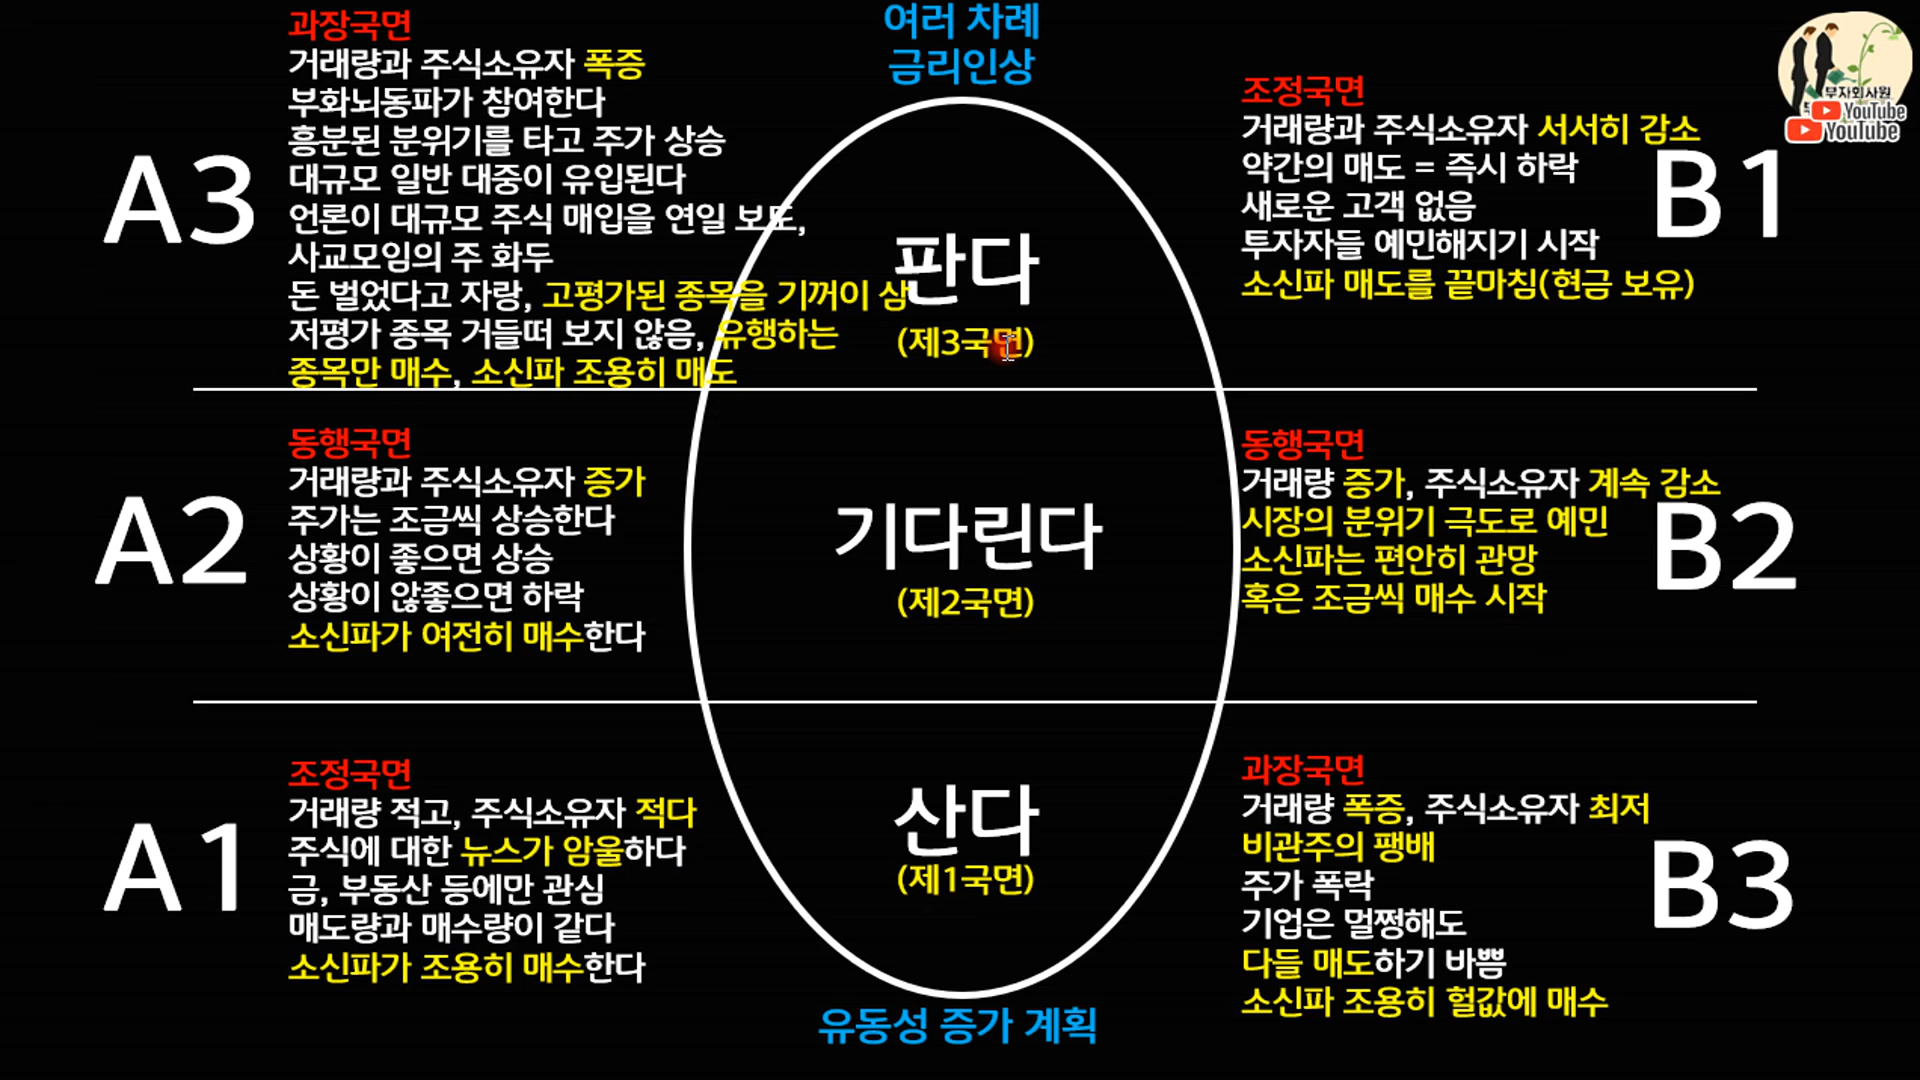 여러 차례
금리인상
A3
과장국면
거래량과 주식소유자 폭증
부화뇌동파가 참여한다
흥분된 분위기를 타고 주가 상승
대규모 일반 대중이 유입된다
언론이 대규모 주식 매입을 연일 보도,
사교모임의 주 화두
돈 벌었다고 자랑, 고평가된 종목을 기꺼이 삼
저평가 종목 거들떠 보지 않음, 유행하는
종목만 매수, 소신파 조용히 매도
판다
(제3국면)
조정국면
거래량과 주식소유자 서서히 감소
약간의 매도 = 즉시 하락
새로운 고객 없음
투자자들 예민해지기 시작
소신파 매도를 끝마침(현금 보유)
B1
부자회사원
YouTube
YouTube
A2
동행국면
거래량과 주식소유자 증가
주가는 조금씩 상승한다
상황이 좋으면 상승
상황이 않좋으면 하락
소신파가 여전히 매수한다
기다린다
(제2국면)
동행국면
거래량 증가, 주식소유자 계속 감소
시장의 분위기 극도로 예민
소신파는 편안히 관망
혹은 조금씩 매수 시작
B2
A1
조정국면
거래량 적고, 주식소유자 적다
주식에 대한 뉴스가 암울하다
금, 부동산 등에만 관심
매도량과 매수량이 같다
소신파가 조용히 매수한다
산다
(제1국면)
과장국면
거래량 폭증, 주식소유자 최저
비관주의 팽배
주가 폭락
기업은 멀쩡해도
다들 매도하기 바쁨
소신파 조용히 헐값에 매수
B3
유동성 증가 계획